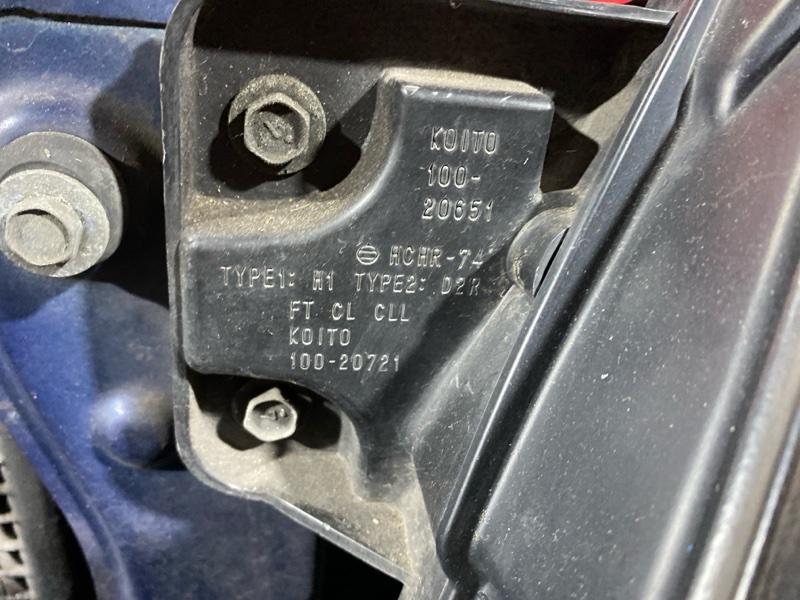 KOITO
100-
20651
HCHR-74
TYPE1: H1 TYPE2: D2R
FT CL CLL
KOITO
100-20721